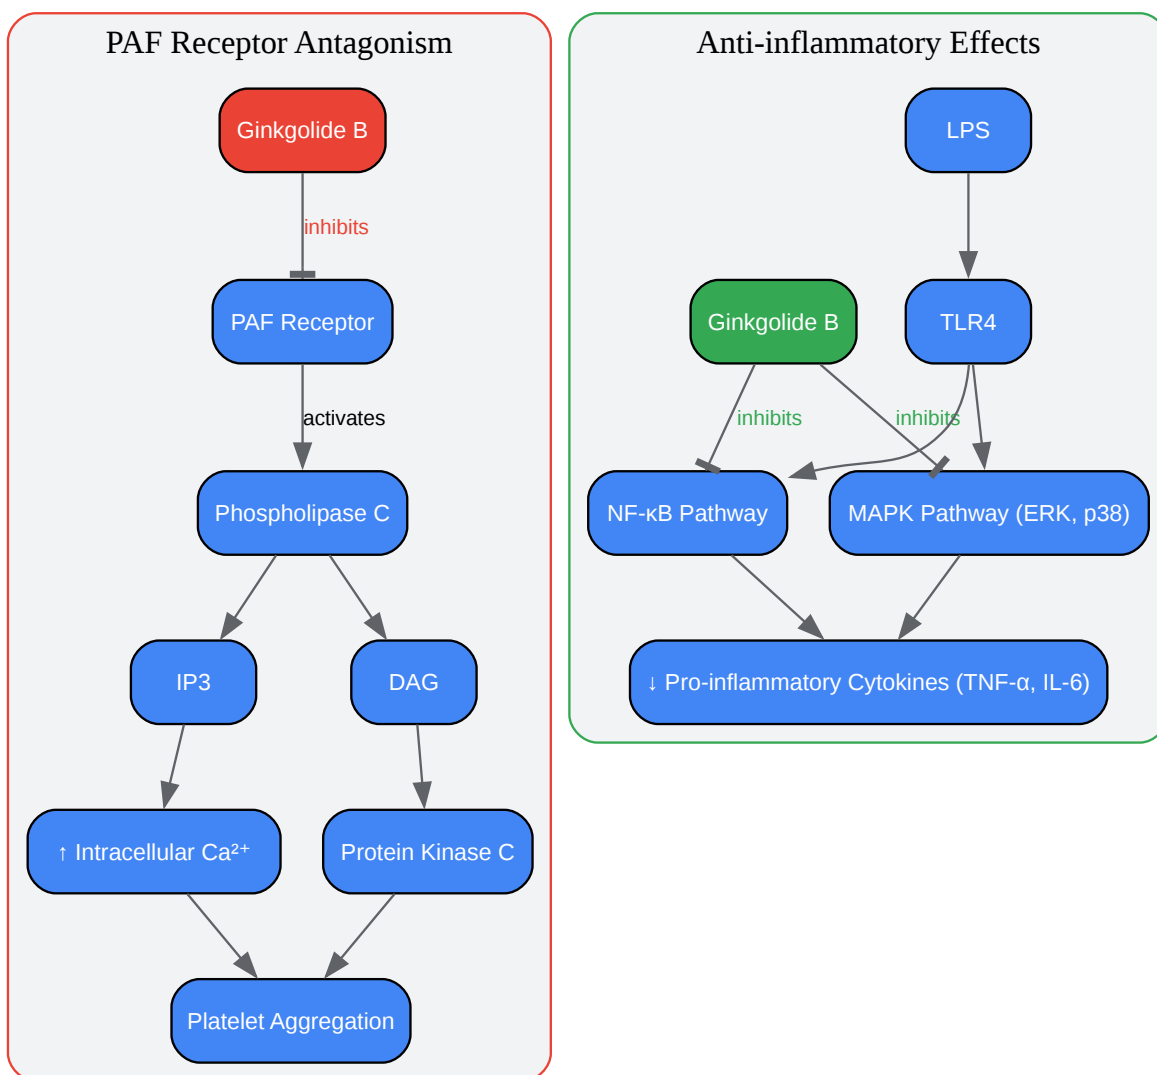 PAF Receptor Antagonism
Ginkgolide B
inhibits
PAF Receptor
activates
Phospholipase C
IP3
DAG
↑ Intracellular Ca²⁺
Protein Kinase C
Platelet Aggregation
Anti-inflammatory Effects
LPS
Ginkgolide B
TLR4
inhibits
inhibits
NF-κB Pathway
MAPK Pathway (ERK, p38)
↓ Pro-inflammatory Cytokines (TNF-α, IL-6)